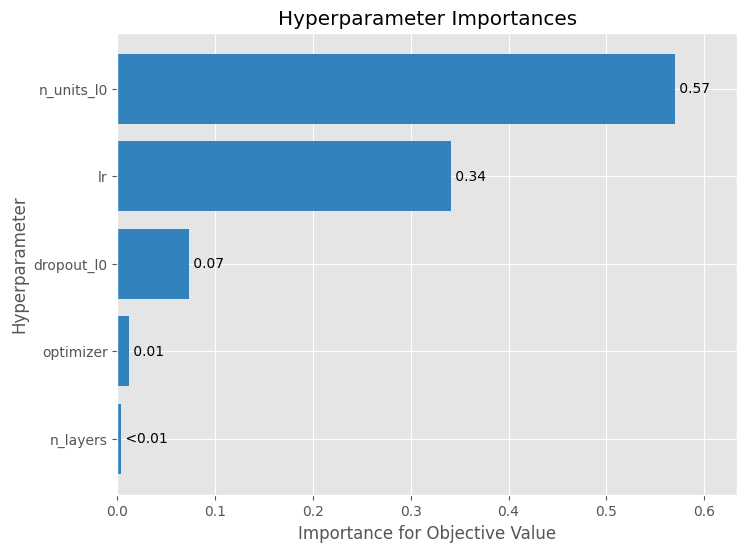 Hyperparameter Importances
Hyperparameter
n_units_l0
0.57
lr
0.34
dropout_l0
0.07
optimizer
0.01
n_layers
<0.01
0.0 0.1 0.2 0.3 0.4 0.5 0.6
Importance for Objective Value